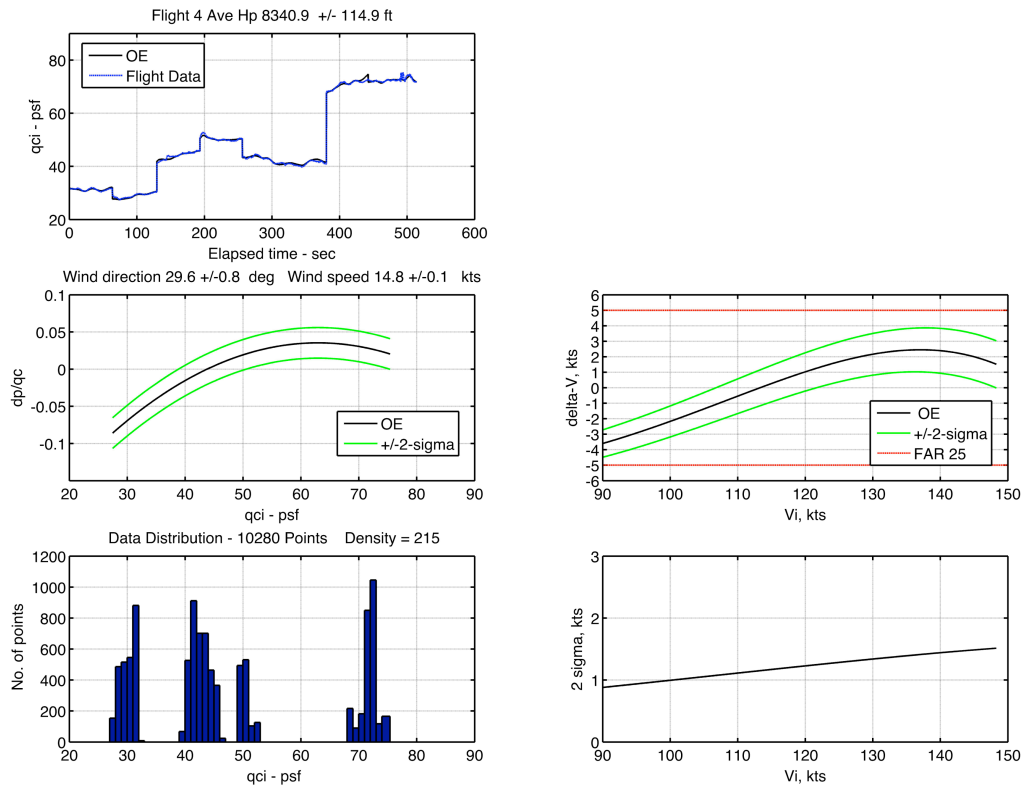 Flight 4 Ave Hp 8340.9 +/- 114.9 ft
80
60
40
20
qci - psf
OE
Flight Data
0 100 200 300 400 500 600
Elapsed time - sec
Wind direction 29.6 +/-0.8 deg Wind speed 14.8 +/-0.1 kts
0.1
0.05
0
-0.05
-0.1
dp/qc
OE
+/-2-sigma
20 30 40 50 60 70 80 90
qci - psf
6
5
4
3
2
1
0
-1
-2
-3
-4
-5
-6
delta-V, kts
OE
+/-2-sigma
FAR 25
90 100 110 120 130 140 150
Vi, kts
Data Distribution - 10280 Points Density = 215
1200
1000
800
600
400
200
0
No. of points
20 30 40 50 60 70 80 90
qci - psf
3
2
1
0
2 sigma, kts
90 100 110 120 130 140 150
Vi, kts